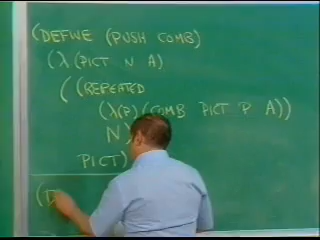 (DEFINE (PUSH COMB)
(λ (PICT N A)
((REPEATED
(λ(P) (COMB PICT P A))
N)
PICT)
(D